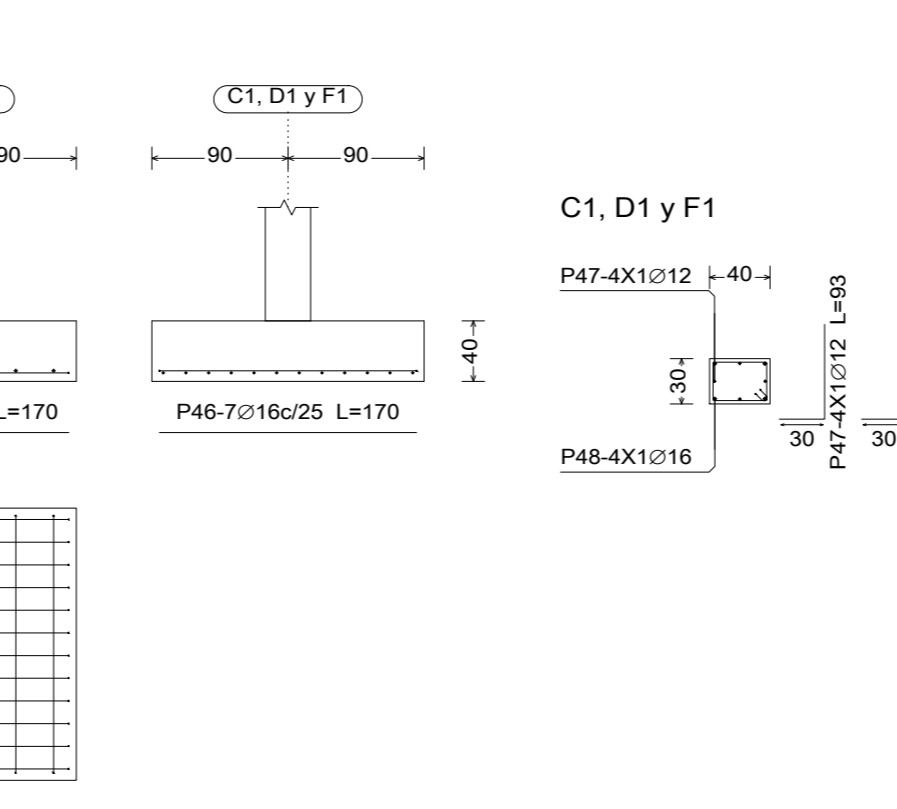 C1, D1 y F1
90
90
90
C1, D1 y F1
P47-4X1∅12
40
40
30
P47-4X1∅12 L=93
L=170
P46-7∅16c/25 L=170
30
30
P48-4X1∅16